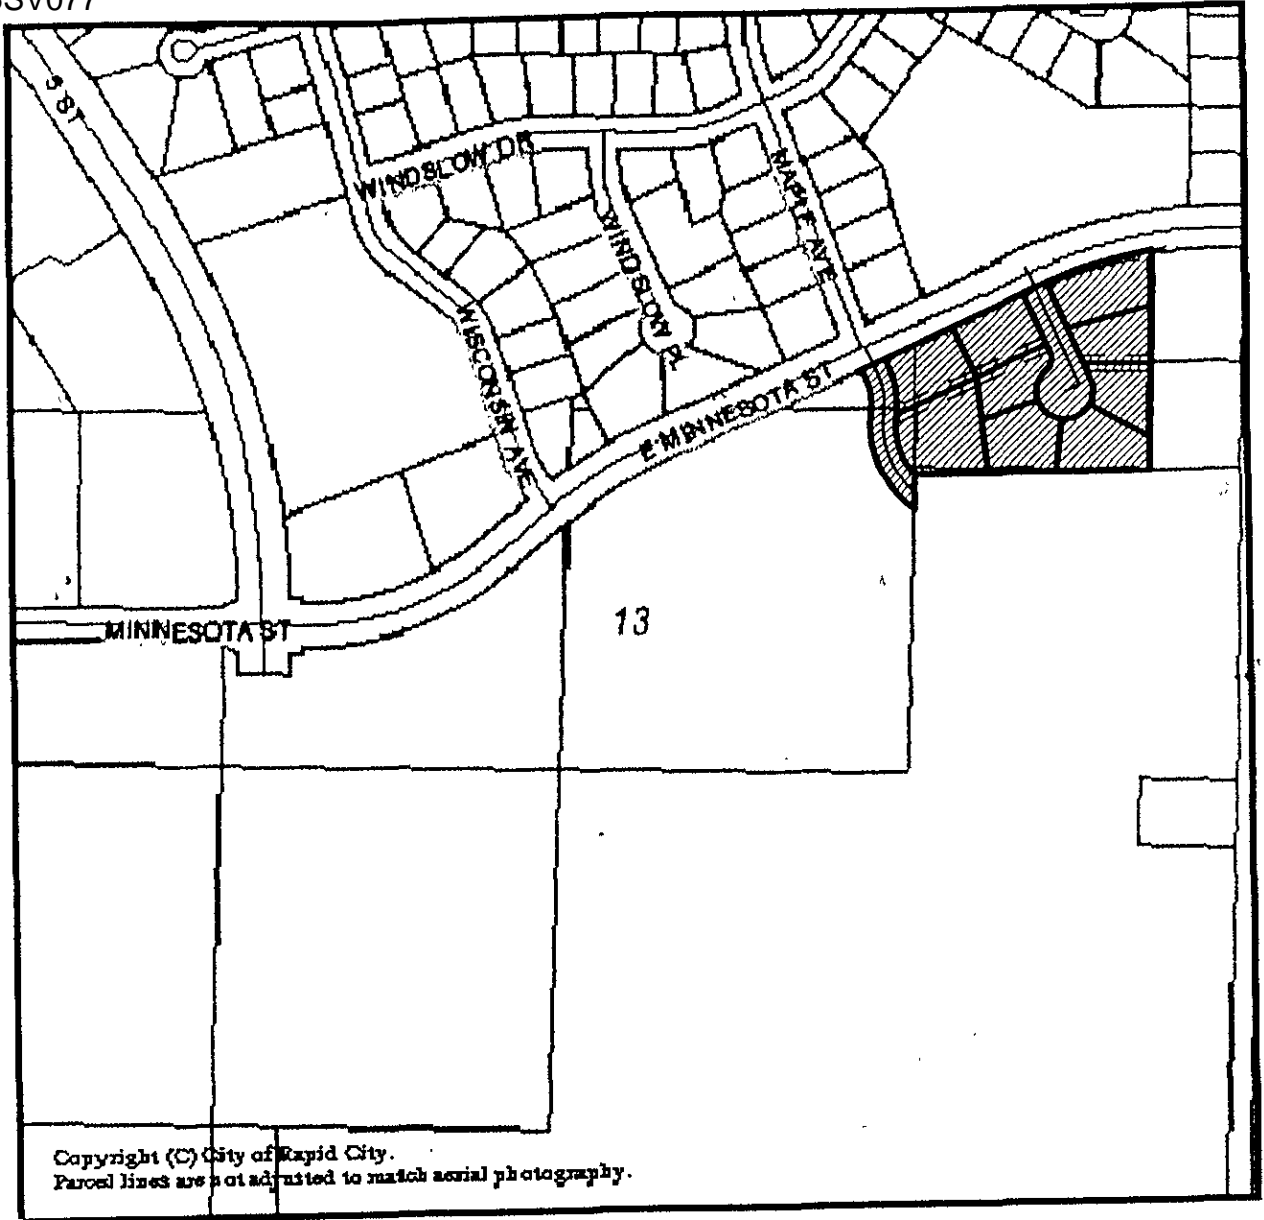 5 ST
WINDSLOW DR
MAPLE AVE
WINDSLOW
WISCONSIN AVE
E MINNESOTA ST
13
MINNESOTA ST
Copyright (C) City of Rapid City.
Parcel lines are not adjusted to match aerial photography.